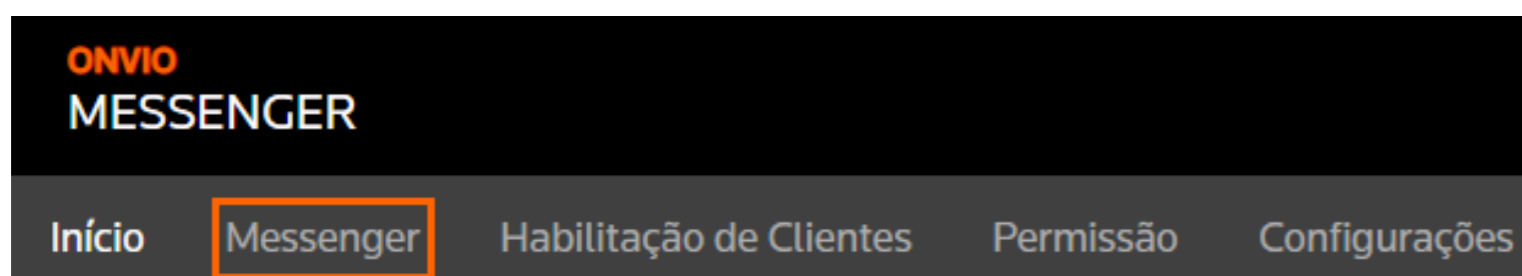 ONVIO
MESSENGER
Início Messenger Habilitação de Clientes Permissão Configurações